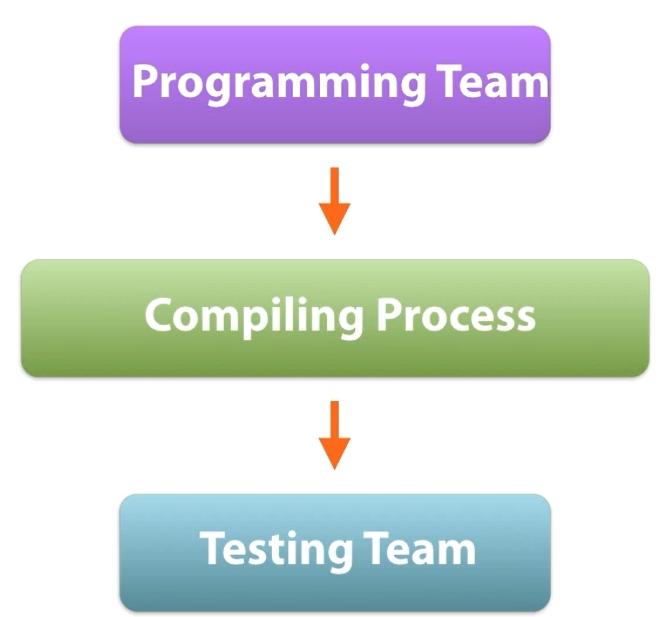 Programming Team
Compiling Process
Testing Team